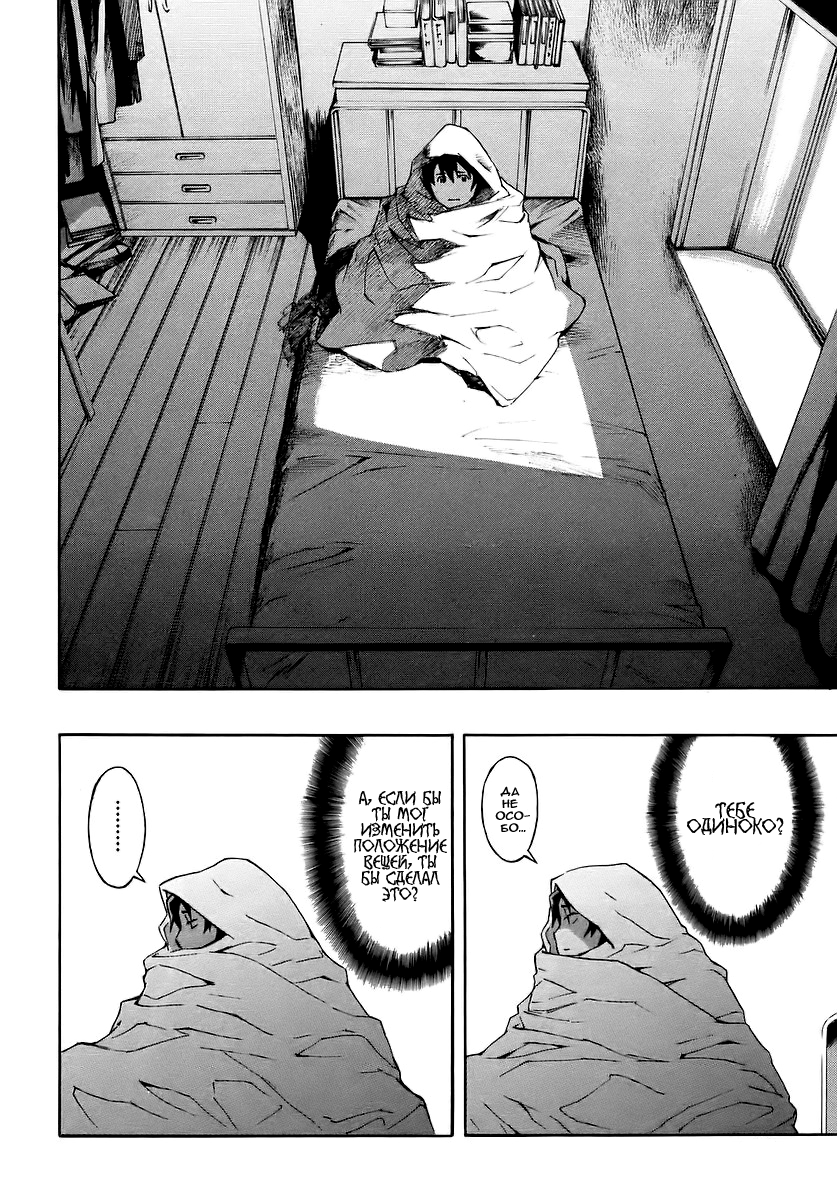 ТЕБЕ
ОДИНОКО?
ДА
НЕ
ОСО-
БО...
А, ЕСЛИ БЫ
ТЫ МОГ
ИЗМЕНИТЬ
ПОЛОЖЕНИЕ
ВЕЩЕЙ, ТЫ
БЫ СДЕЛАЛ
ЭТО?
.........